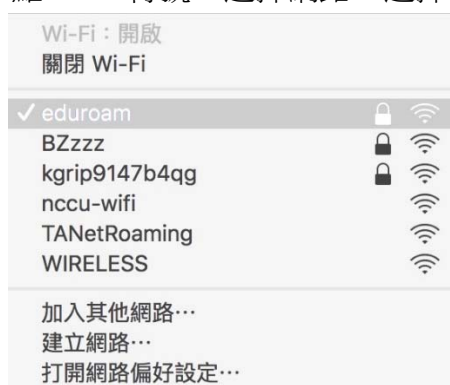 Wi-Fi：開啟
關閉 Wi-Fi
✓ eduroam
BZzzz
kgrip9147b4qg
nccu-wifi
TANetRoaming
WIRELESS
加入其他網路⋯
建立網路⋯
打開網路偏好設定⋯